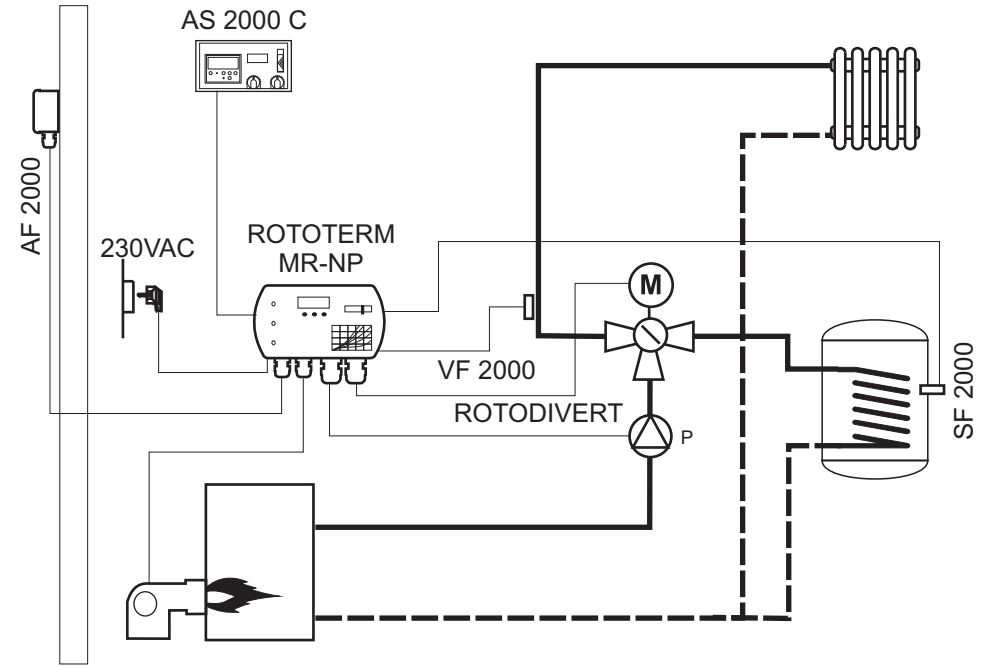 AS 2000 C
AF 2000
230VAC
ROTOTERM
MR-NP
M
VF 2000
ROTODIVERT
P
SF 2000